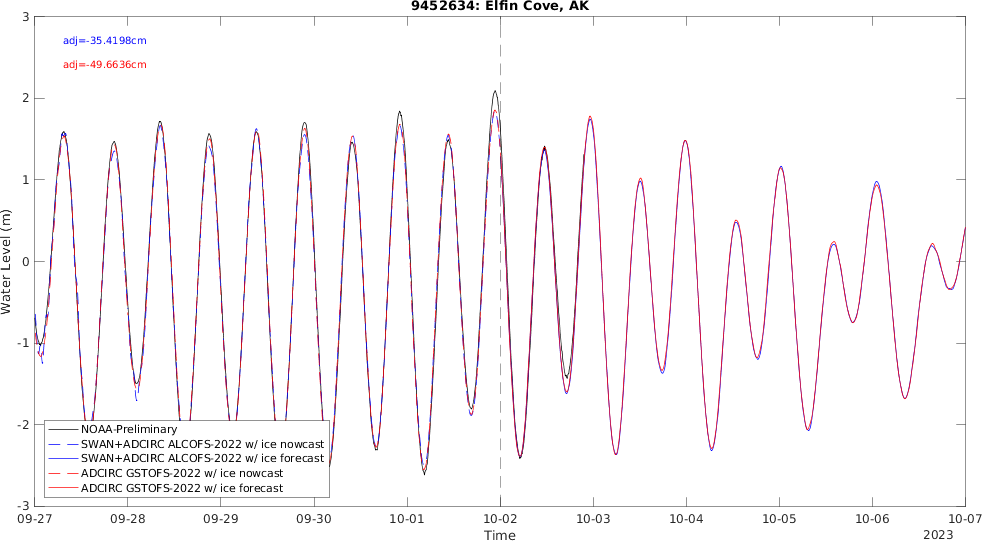 9452634: Elfin Cove, AK
adj=-35.4198cm
adj=-49.6636cm
3
2
1
0
-1
-2
-3
Water Level (m)
NOAA-Preliminary
SWAN+ADCIRC ALCOFS-2022 w/ ice nowcast
SWAN+ADCIRC ALCOFS-2022 w/ ice forecast
ADCIRC GSTOFS-2022 w/ ice nowcast
ADCIRC GSTOFS-2022 w/ ice forecast
09-27 09-28 09-29 09-30 10-01 10-02 10-03 10-04 10-05 10-06 10-07
Time
2023